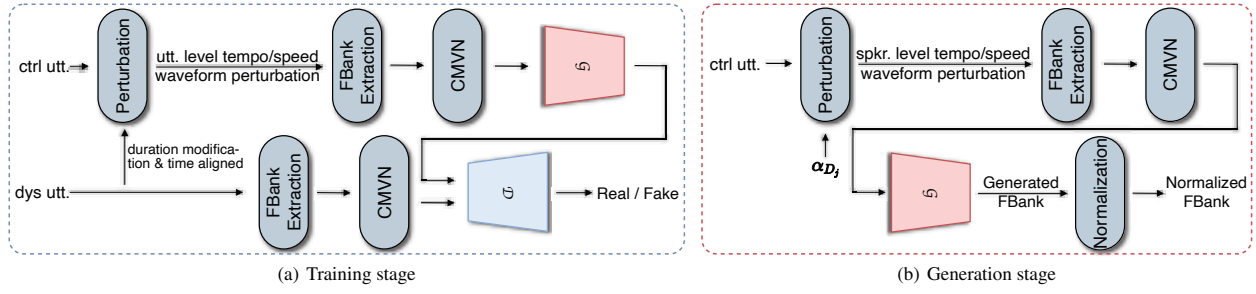 ctrl utt.
Perturbation
utt. level tempo/speed
waveform perturbation
FBank
Extraction
CMVN
G
duration modifica-
tion & time aligned
dys utt.
FBank
Extraction
CMVN
D
Real / Fake
(a) Training stage
ctrl utt.
Perturbation
spkr. level tempo/speed
waveform perturbation
FBank
Extraction
CMVN
α_{D_j}
G
Generated
FBank
Normalization
Normalized
FBank
(b) Generation stage